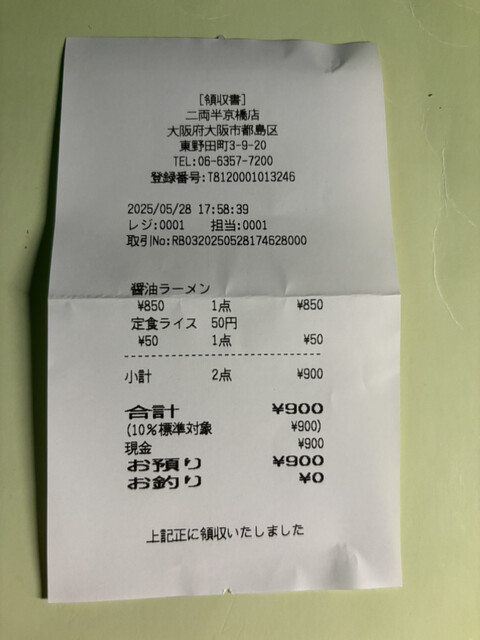 [領収書]
二両半京橋店
大阪府大阪市都島区
東野田町3-9-20
TEL:06-6357-7200
登録番号:T8120001013246
2025/05/28 17:58:39
レジ:0001 担当:0001
取引No:RB0320250528174628000
醤油ラーメン
¥850 1点 ¥850
定食ライス 50円
¥50 1点 ¥50
小計 2点 ¥900
合計 ¥900
(10%標準対象 ¥900)
現金 ¥900
お預り ¥900
お釣り ¥0
上記正に領収いたしました